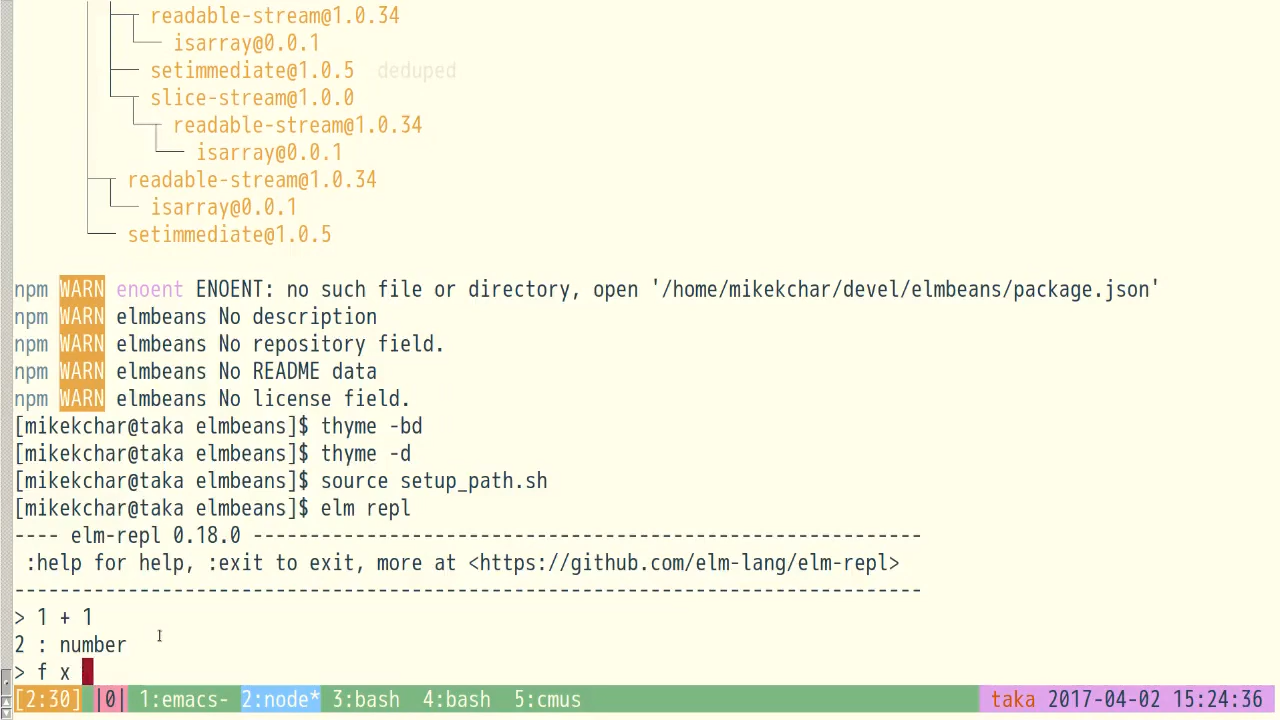 readable-stream@1.0.34
isarray@0.0.1
setimmediate@1.0.5 deduped
slice-stream@1.0.0
readable-stream@1.0.34
isarray@0.0.1
readable-stream@1.0.34
isarray@0.0.1
setimmediate@1.0.5
npm WARN enoent ENOENT: no such file or directory, open '/home/mikekchar/devel/elmbeans/package.json'
npm WARN elmbeans No description
npm WARN elmbeans No repository field.
npm WARN elmbeans No README data
npm WARN elmbeans No license field.
[mikekchar@taka elmbeans]$ thyme -bd
[mikekchar@taka elmbeans]$ thyme -d
[mikekchar@taka elmbeans]$ source setup_path.sh
[mikekchar@taka elmbeans]$ elm repl
---- elm-repl 0.18.0 -----------------------------------------------------------
:help for help, :exit to exit, more at <https://github.com/elm-lang/elm-repl>
--------------------------------------------------------------------------------
> 1 + 1
2 : number
> f x
[2:30] |0| 1:emacs- 2:node* 3:bash 4:bash 5:cmus taka 2017-04-02 15:24:36